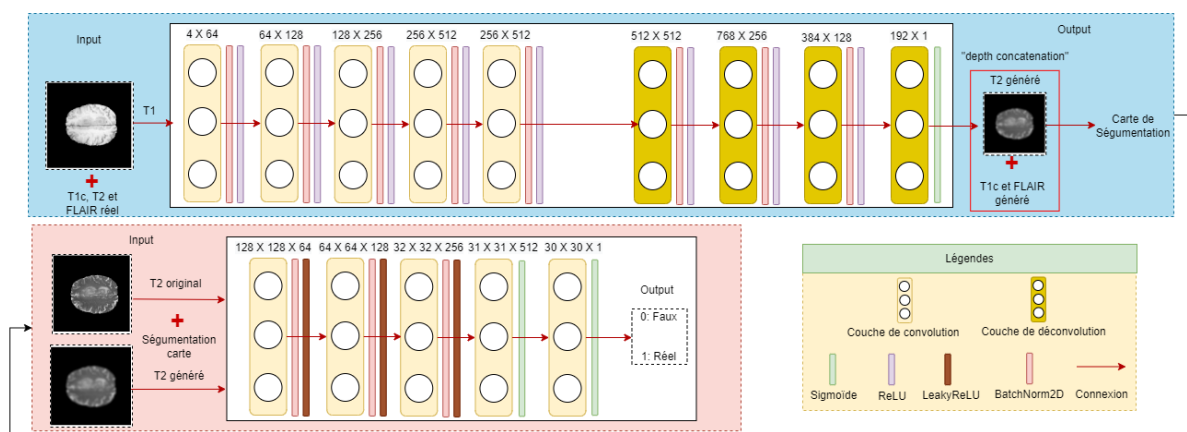 Input
4 X 64
64 X 128
128 X 256
256 X 512
256 X 512
512 X 512
768 X 256
384 X 128
192 X 1
Output
"depth concatenation"
T2 généré
T1
T1c, T2 et
FLAIR réel
T1c et FLAIR
généré
Carte de
Ségumentation
Input
128 X 128 X 64
64 X 64 X 128
32 X 32 X 256
31 X 31 X 512
30 X 30 X 1
T2 original
Ségumentation
carte
T2 généré
Output
0: Faux
1: Réel
Légendes
Couche de convolution
Couche de déconvolution
Sigmoïde
ReLU
LeakyReLU
BatchNorm2D
Connexion